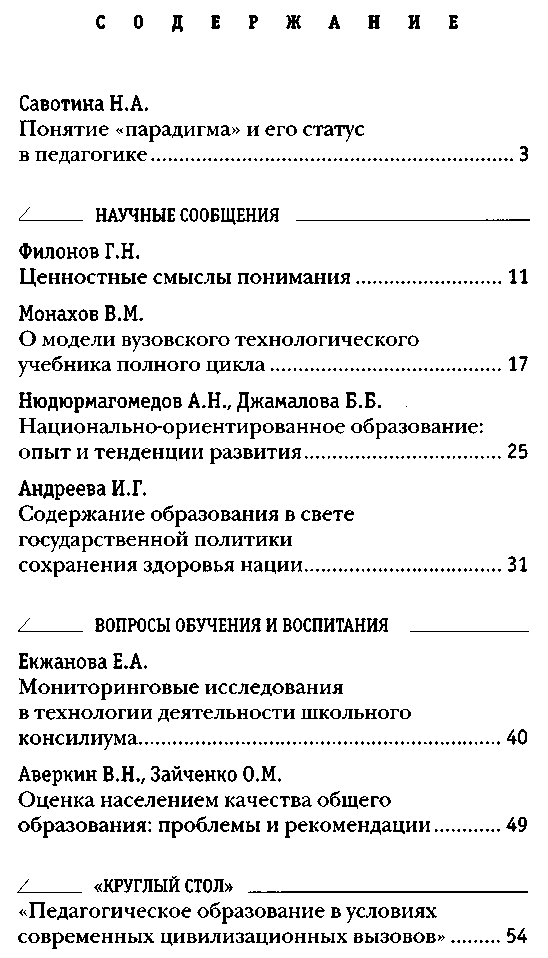 СОДЕРЖАНИЕ
Савотина Н.А.
Понятие «парадигма» и его статус
в педагогике.......................................................... 3
НАУЧНЫЕ СООБЩЕНИЯ
Филонов Г.Н.
Ценностные смыслы понимания ........................ 11
Монахов В.М.
О модели вузовского технологического
учебника полного цикла ...................................... 17
Нюдюрмагомедов А.Н., Джамалова Б.Б.
Национально-ориентированное образование:
опыт и тенденции развития................................. 25
Андреева И.Г.
Содержание образования в свете
государственной политики
сохранения здоровья нации................................. 31
ВОПРОСЫ ОБУЧЕНИЯ И ВОСПИТАНИЯ
Екжанова Е.А.
Мониторинговые исследования
в технологии деятельности школьного
консилиума............................................................ 40
Аверкин В.Н., Зайченко О.М.
Оценка населением качества общего
образования: проблемы и рекомендации............ 49
«КРУГЛЫЙ СТОЛ»
«Педагогическое образование в условиях
современных цивилизационных вызовов» ......... 54